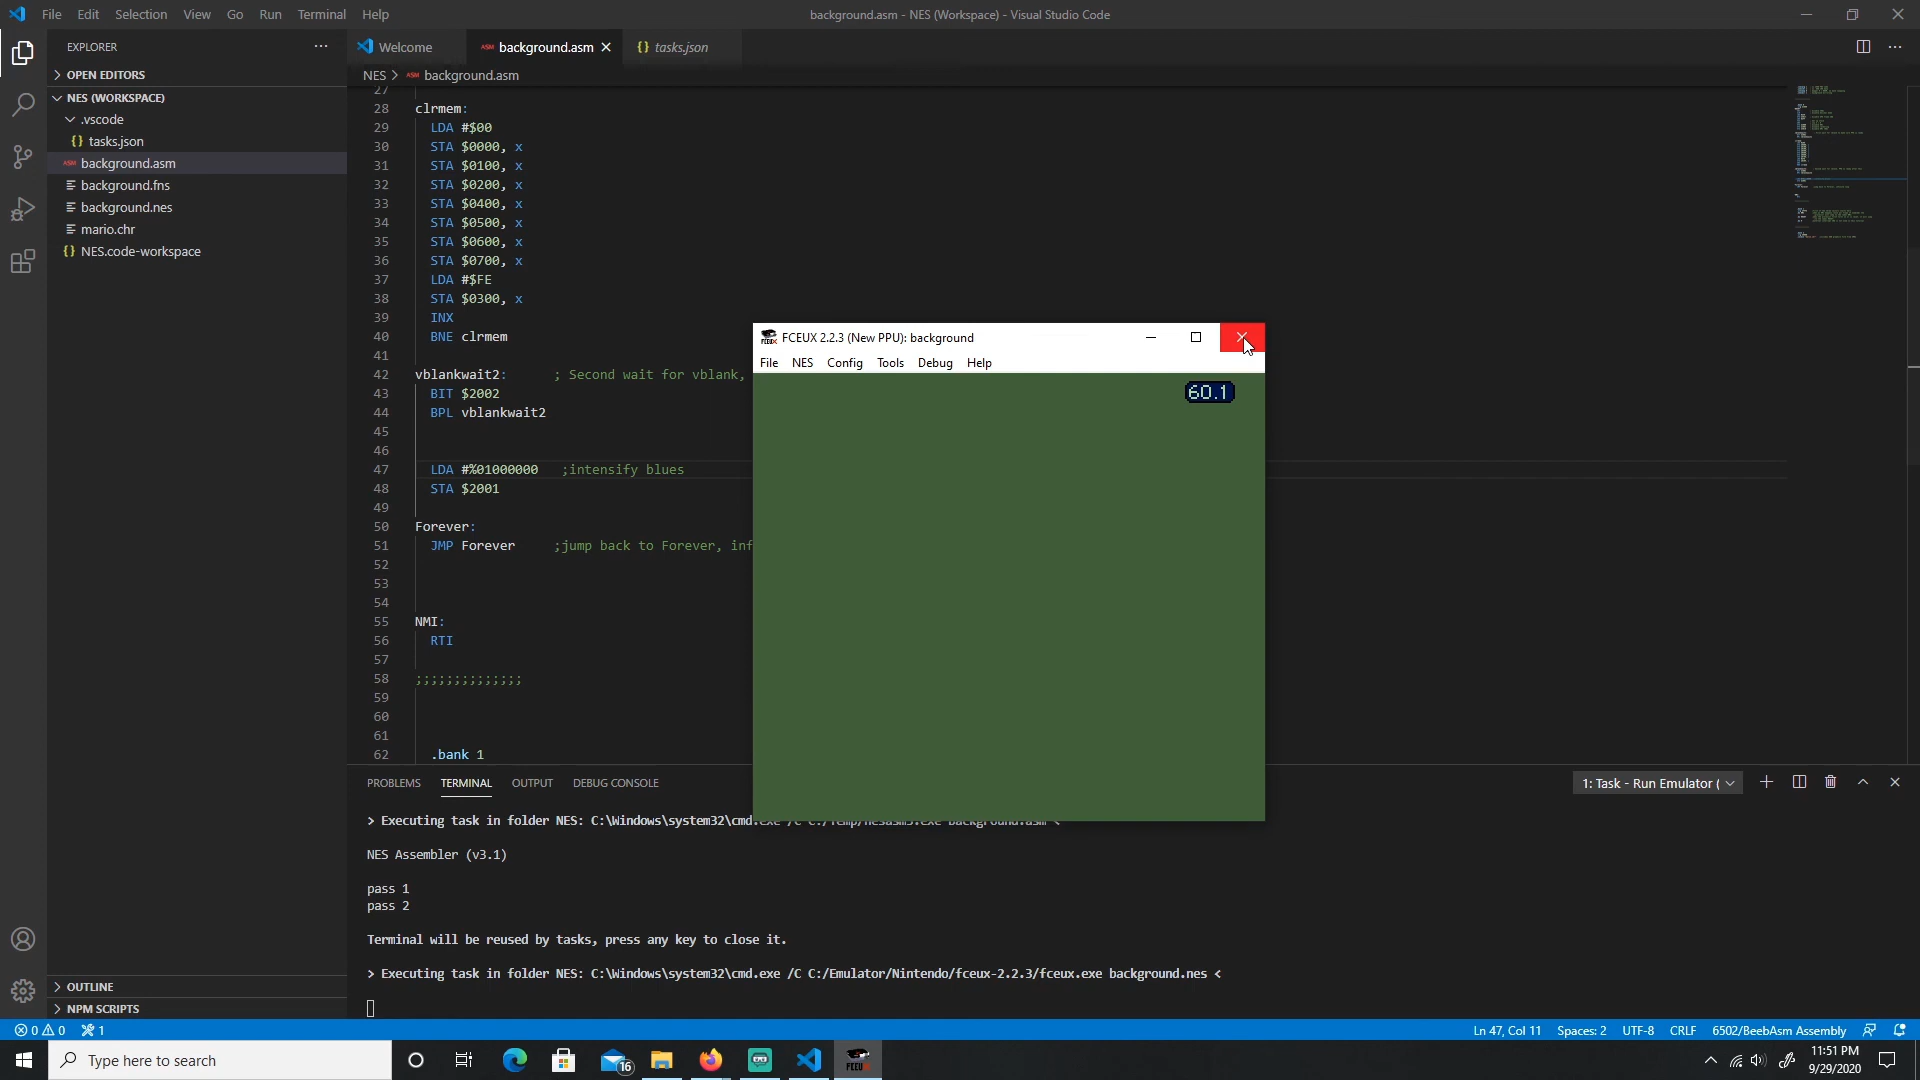 File Edit Selection View Go Run Terminal Help
background.asm - NES (Workspace) - Visual Studio Code
EXPLORER
OPEN EDITORS
NES (WORKSPACE)
.vscode
{} tasks.json
ASM background.asm
background.fns
background.nes
mario.chr
{} NES.code-workspace
OUTLINE
NPM SCRIPTS
Welcome
ASM background.asm
{} tasks.json
NES > ASM background.asm
27
28 clrmem:
29 LDA #$00
30 STA $0000, x
31 STA $0100, x
32 STA $0200, x
33 STA $0400, x
34 STA $0500, x
35 STA $0600, x
36 STA $0700, x
37 LDA #$FE
38 STA $0300, x
39 INX
40 BNE clrmem
41
42 vblankwait2: ; Second wait for vblank,
43 BIT $2002
44 BPL vblankwait2
45
46
47 LDA #%01000000 ;intensify blues
48 STA $2001
49
50 Forever:
51 JMP Forever ;jump back to Forever, inf
52
53
54
55 NMI:
56 RTI
57
58 ;;;;;;;;;;;;;;
59
60
61
62 .bank 1
FCEUX 2.2.3 (New PPU): background
File NES Config Tools Debug Help
60.1
PROBLEMS TERMINAL OUTPUT DEBUG CONSOLE
1: Task - Run Emulator (
> Executing task in folder NES: C:\Windows\system32\cmd.exe /C C:/Temp/nesasm3.exe background.asm <
NES Assembler (v3.1)
pass 1
pass 2
Terminal will be reused by tasks, press any key to close it.
> Executing task in folder NES: C:\Windows\system32\cmd.exe /C C:/Emulator/Nintendo/fceux-2.2.3/fceux.exe background.nes <
0 0 1
Ln 47, Col 11 Spaces: 2 UTF-8 CRLF 6502/BeebAsm Assembly
Type here to search
16
FCEUX
11:51 PM
9/29/2020